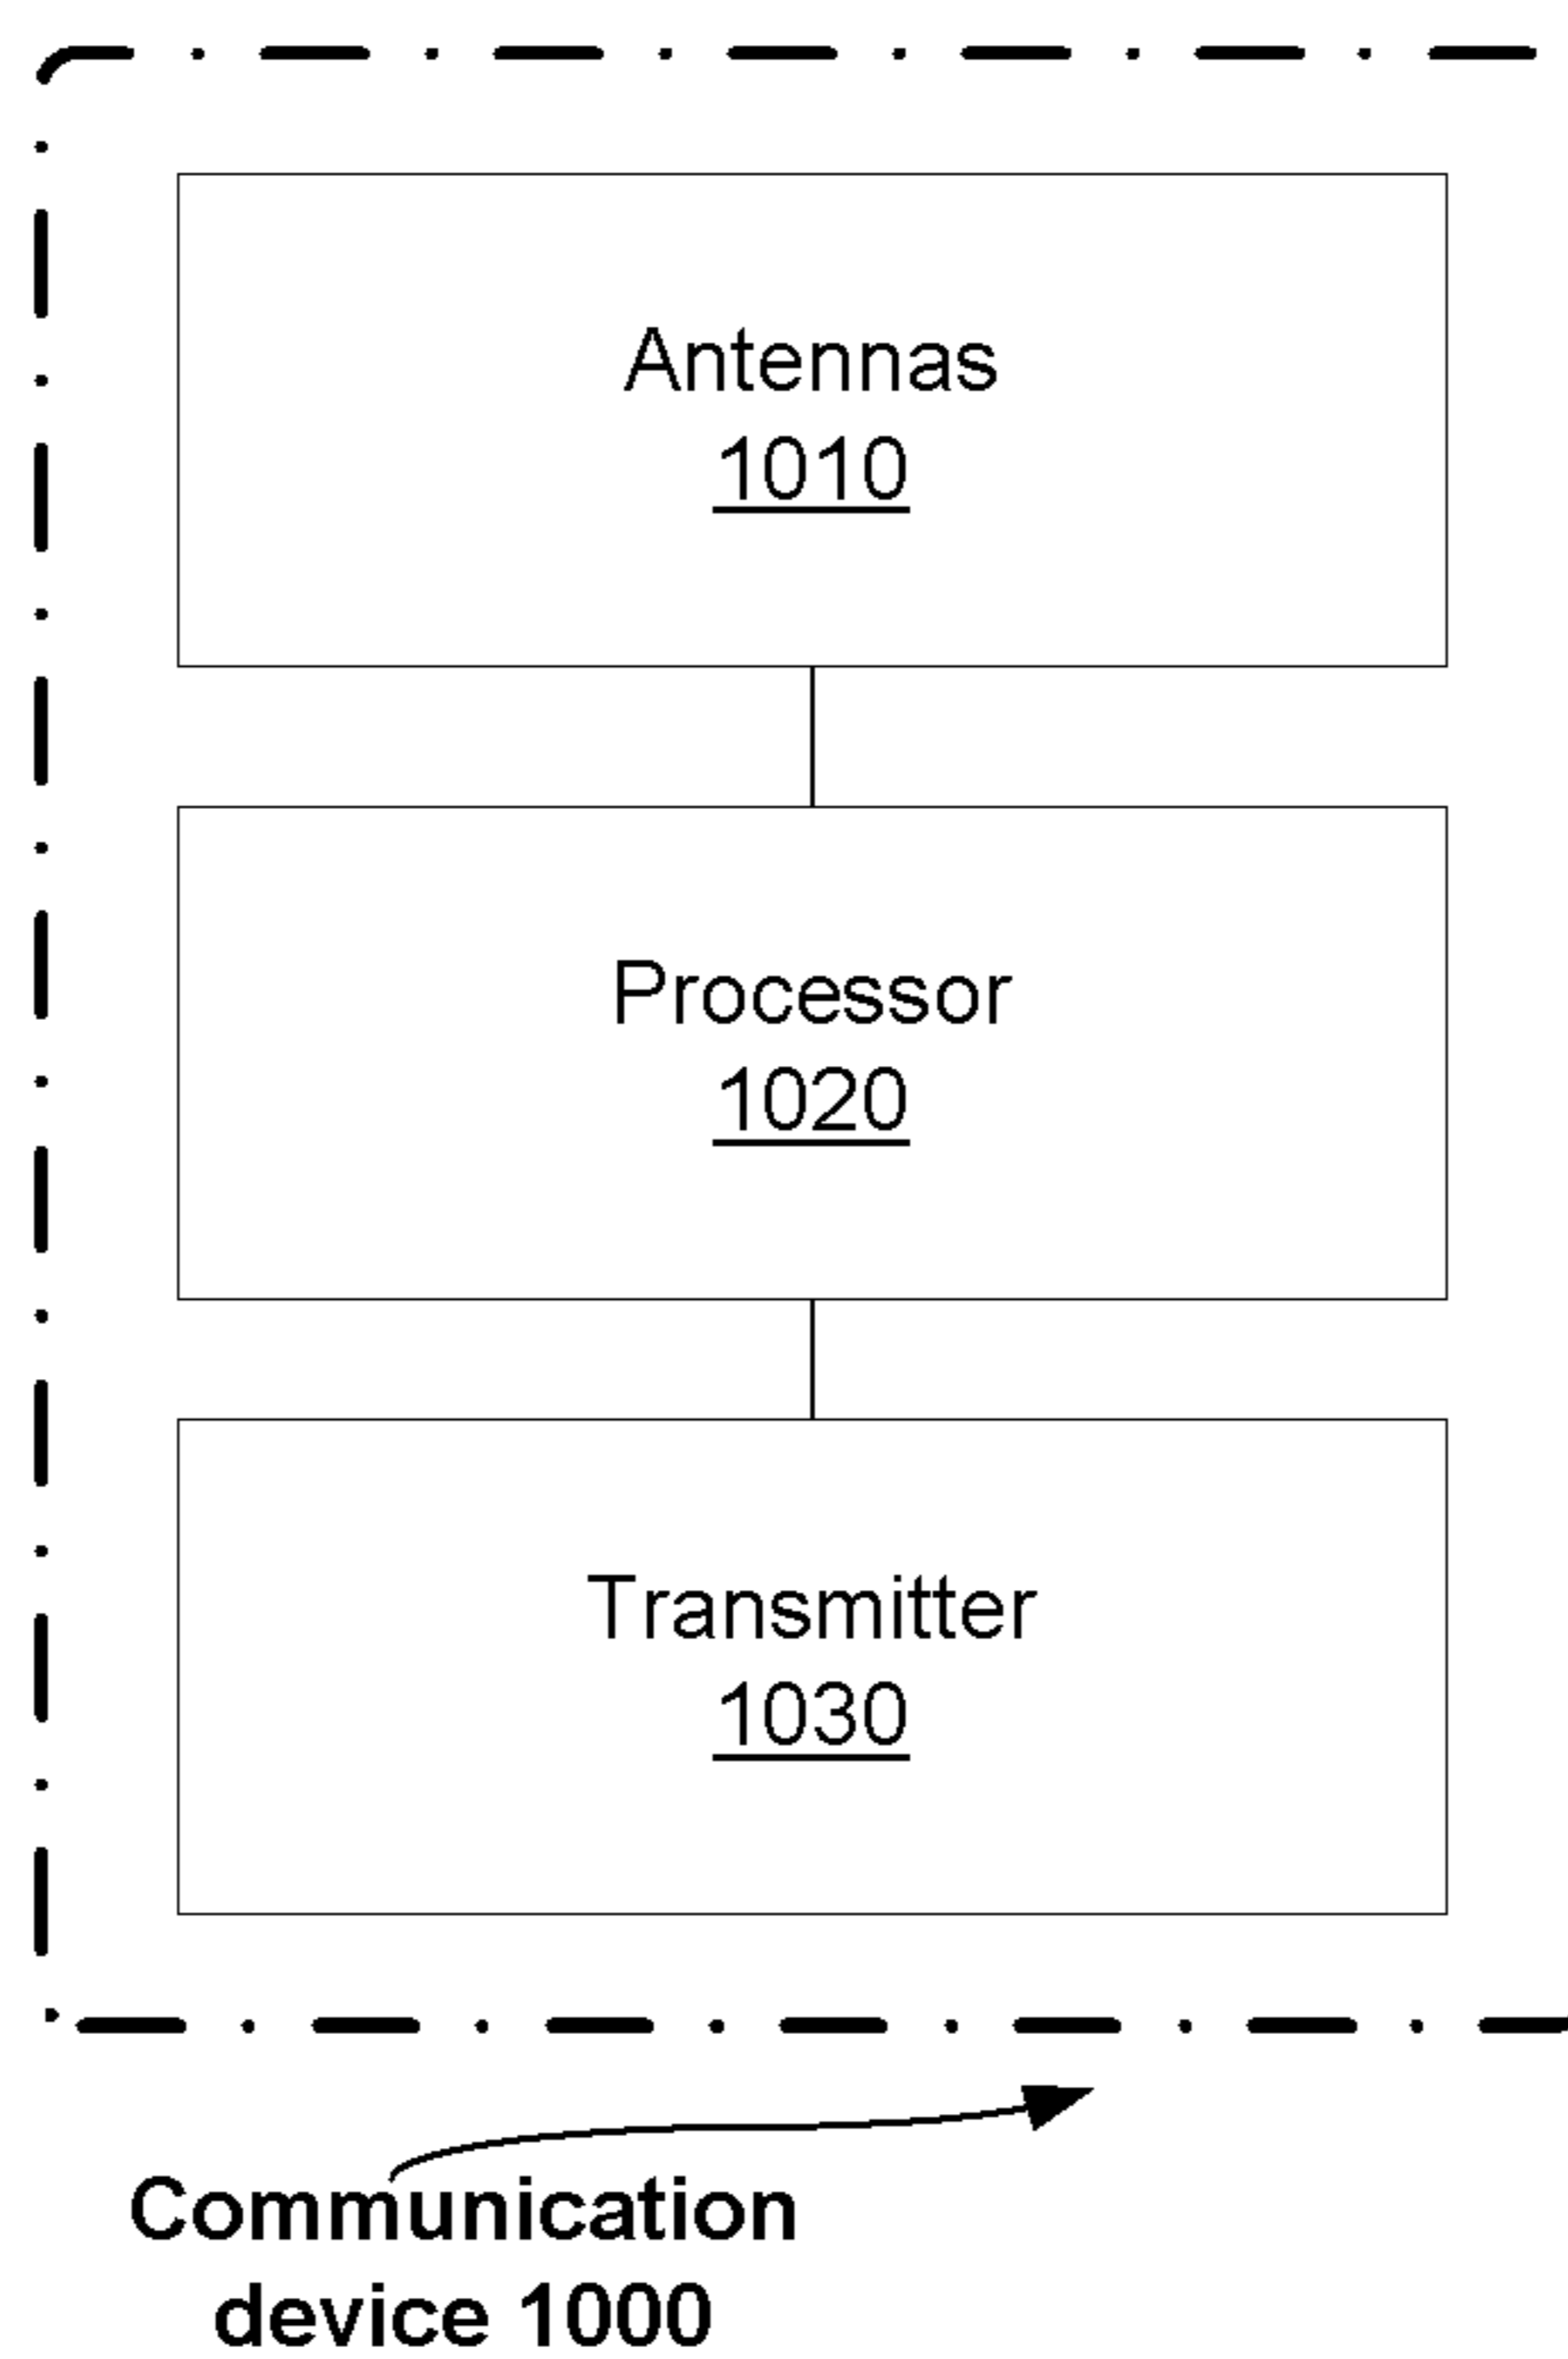 Antennas
1010
Processor
1020
Transmitter
1030
Communication
device 1000